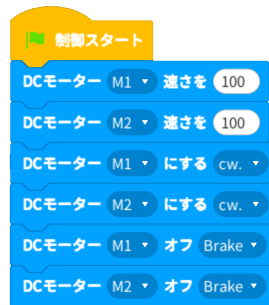 制御スタート
DCモーター M1 速さを 100
DCモーター M2 速さを 100
DCモーター M1 にする cw.
DCモーター M2 にする cw.
DCモーター M1 オフ Brake
DCモーター M2 オフ Brake